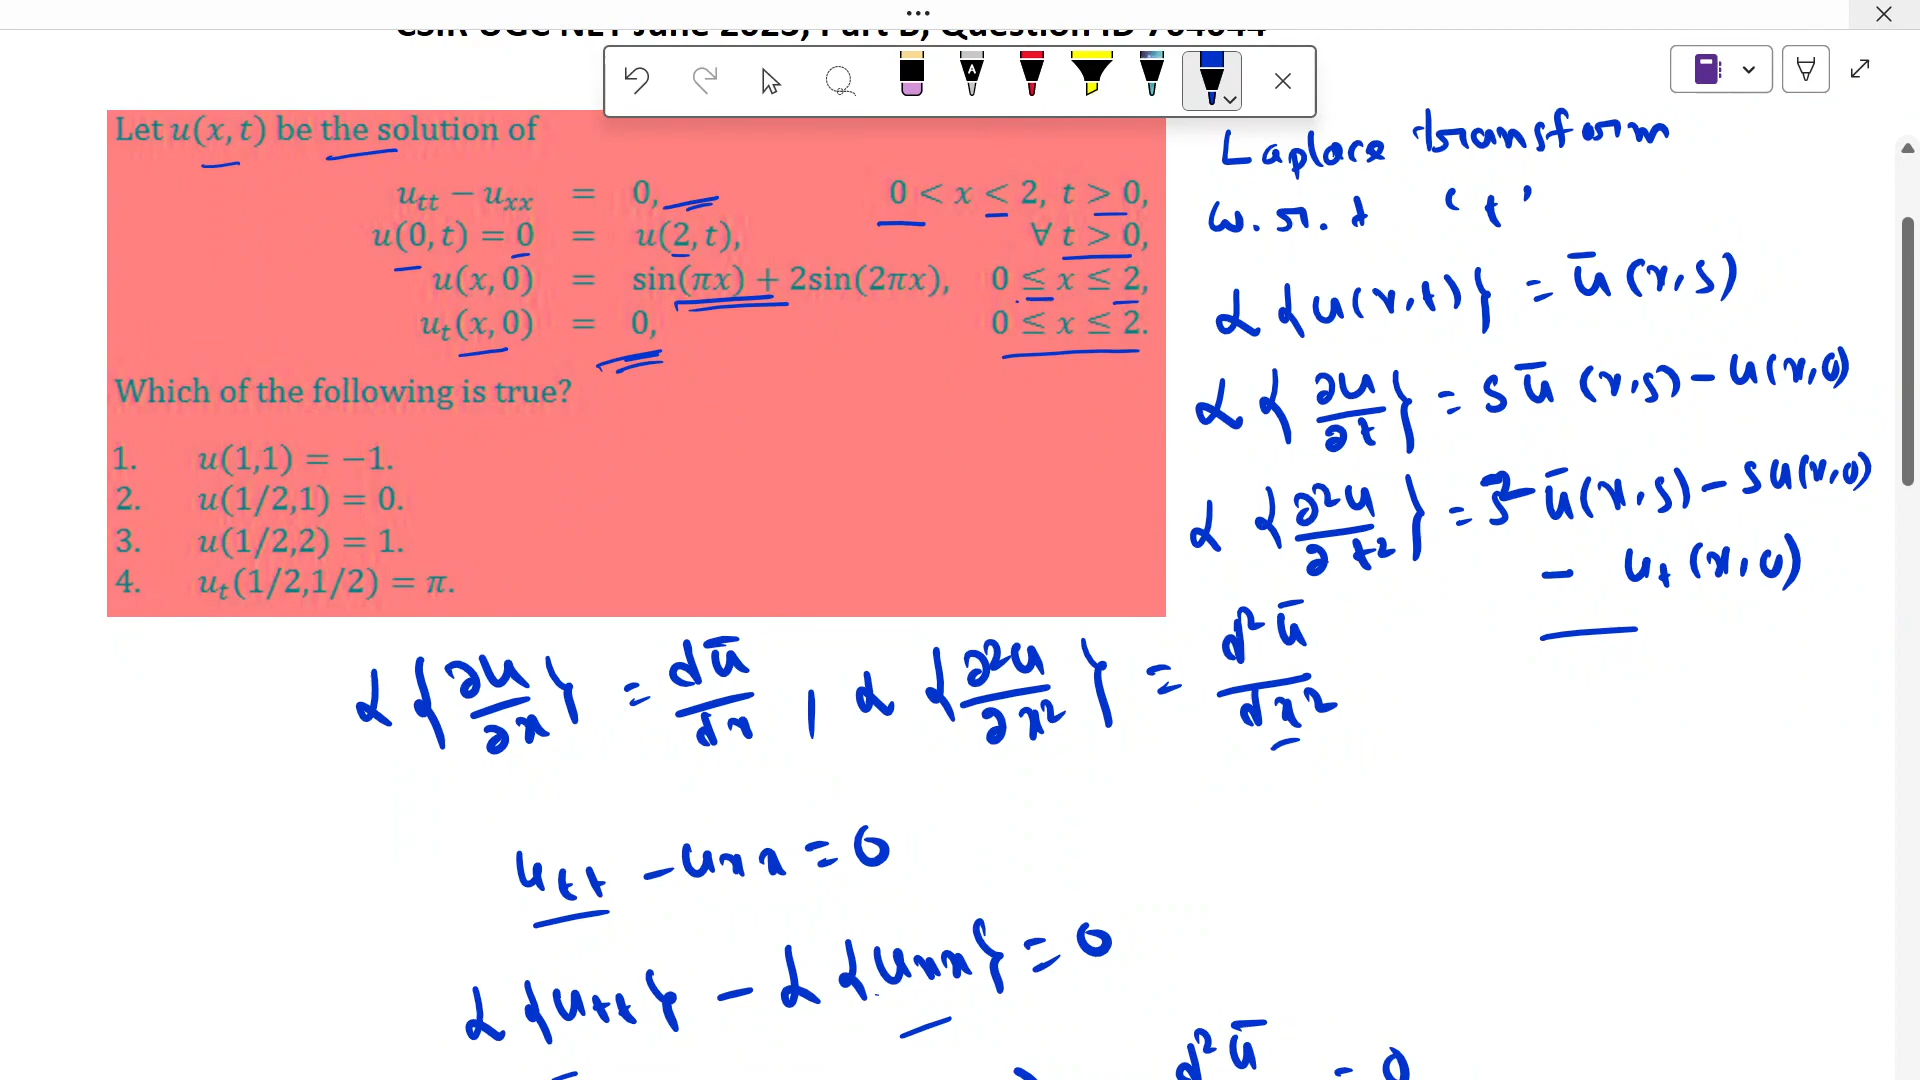 Let u(x, t) be the solution of
u_tt − u_xx = 0, 0 < x < 2, t > 0,
u(0, t) = 0 = u(2, t), ∀ t > 0,
u(x, 0) = sin(πx) + 2sin(2πx), 0 ≤ x ≤ 2,
u_t(x, 0) = 0, 0 ≤ x ≤ 2.
Which of the following is true?
1. u(1,1) = −1.
2. u(1/2,1) = 0.
3. u(1/2,2) = 1.
4. u_t(1/2,1/2) = π.
Laplace transform
w.r.t 't'
L{u(x,t)} = ū(x,s)
L{∂u/∂t} = s ū(x,s) − u(x,0)
L{∂²u/∂t²} = s² ū(x,s) − s u(x,0)
− u_t(x,0)
L{∂u/∂x} = dū/dx , L{∂²u/∂x²} = d²ū/dx²
u_tt − u_xx = 0
L{u_tt} − L{u_xx} = 0
d²ū = 0